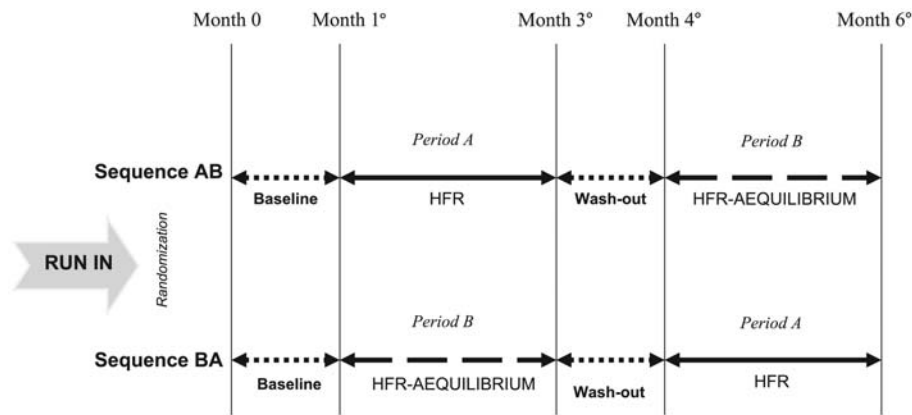 Month 0 Month 1° Month 3° Month 4° Month 6°
Period A Period B
Sequence AB
Baseline HFR Wash-out HFR-AEQUILIBRIUM
Randomization
RUN IN
Period B Period A
Sequence BA
Baseline HFR-AEQUILIBRIUM Wash-out HFR